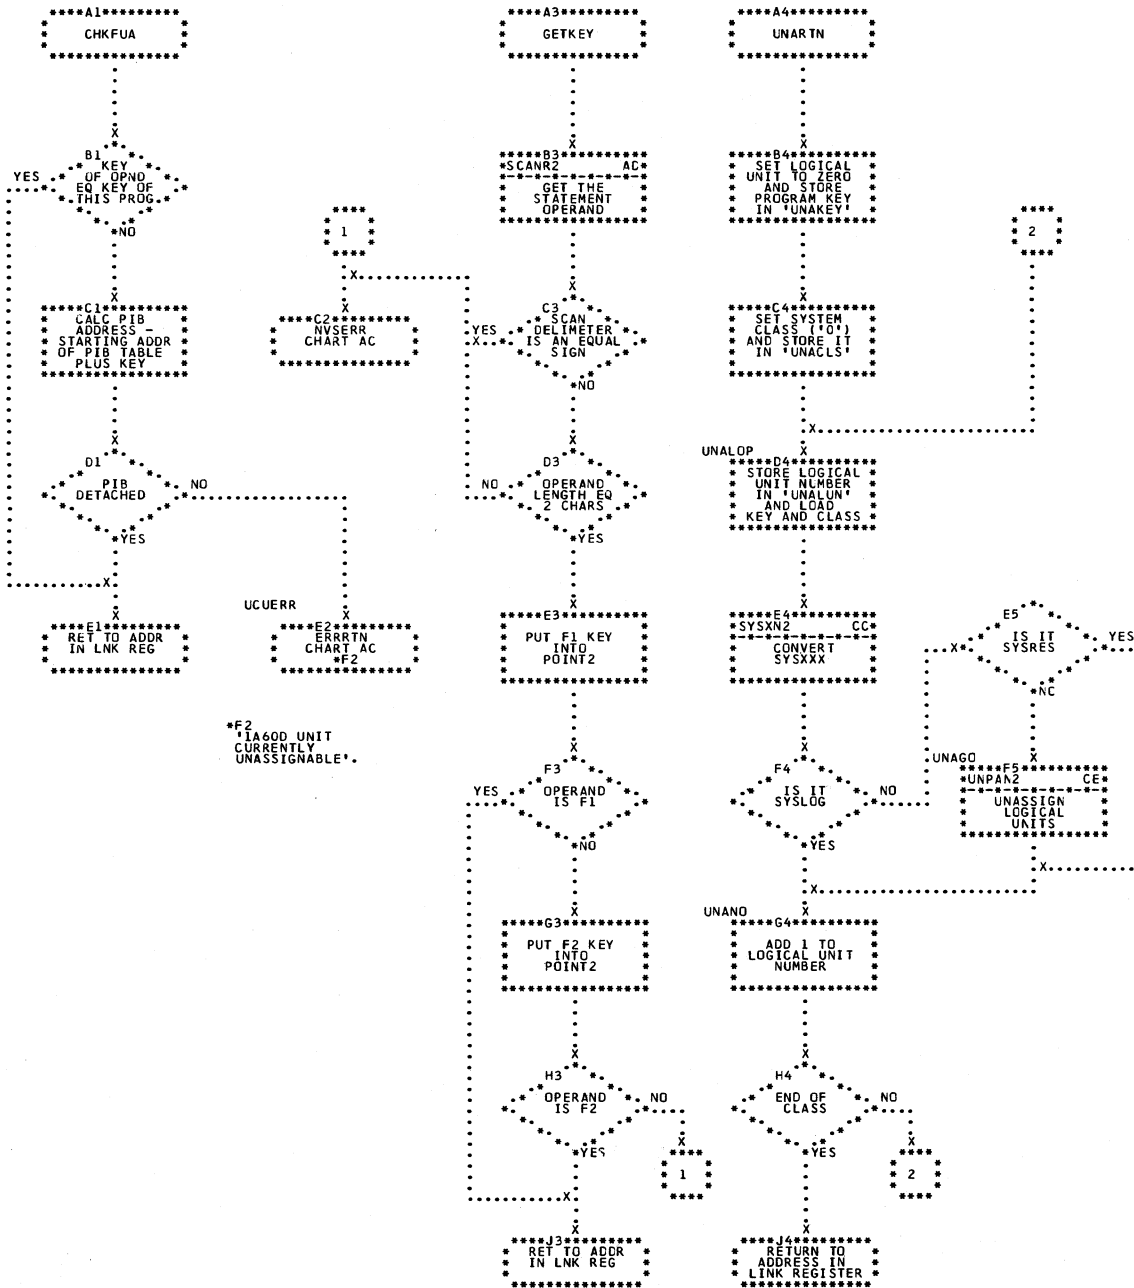 A1
CHKFUA
B1
KEY
OF OPND
EQ KEY OF
THIS PROG
YES
NO
C1
CALC PIB
ADDRESS -
STARTING ADDR
OF PIB TABLE
PLUS KEY
D1
PIB
DETACHED
NO
YES
E1
RET TO ADDR
IN LNK REG
1
C2
NVSERR
CHART AC
UCUERR
E2
ERRRTN
CHART AC
*F2
*F2
'1A60D UNIT
CURRENTLY
UNASSIGNABLE'.
A3
GETKEY
B3
*SCANR2 AC*
GET THE
STATEMENT
OPERAND
C3
SCAN
DELIMETER
IS AN EQUAL
SIGN
YES
NO
D3
OPERAND
LENGTH EQ
2 CHARS
NO
YES
E3
PUT F1 KEY
INTO
POINT2
F3
OPERAND
IS F1
YES
NO
G3
PUT F2 KEY
INTO
POINT2
H3
OPERAND
IS F2
NO
YES
1
J3
RET TO ADDR
IN LNK REG
A4
UNARTN
B4
SET LOGICAL
UNIT TO ZERO
AND STORE
PROGRAM KEY
IN 'UNAKEY'
C4
SET SYSTEM
CLASS ('0')
AND STORE IT
IN 'UNACLS'
2
UNALOP
D4
STORE LOGICAL
UNIT NUMBER
IN 'UNALUN'
AND LOAD
KEY AND CLASS
E4
*SYSXN2 CC*
CONVERT
SYSXXX
F4
IS IT
SYSLOG
NO
YES
E5
IS IT
SYSRES
YES
NO
UNAGO
F5
*UNPAN2 CE*
UNASSIGN
LOGICAL
UNITS
UNANO
G4
ADD 1 TO
LOGICAL UNIT
NUMBER
H4
END OF
CLASS
NO
YES
2
J4
RETURN TO
ADDRESS IN
LINK REGISTER